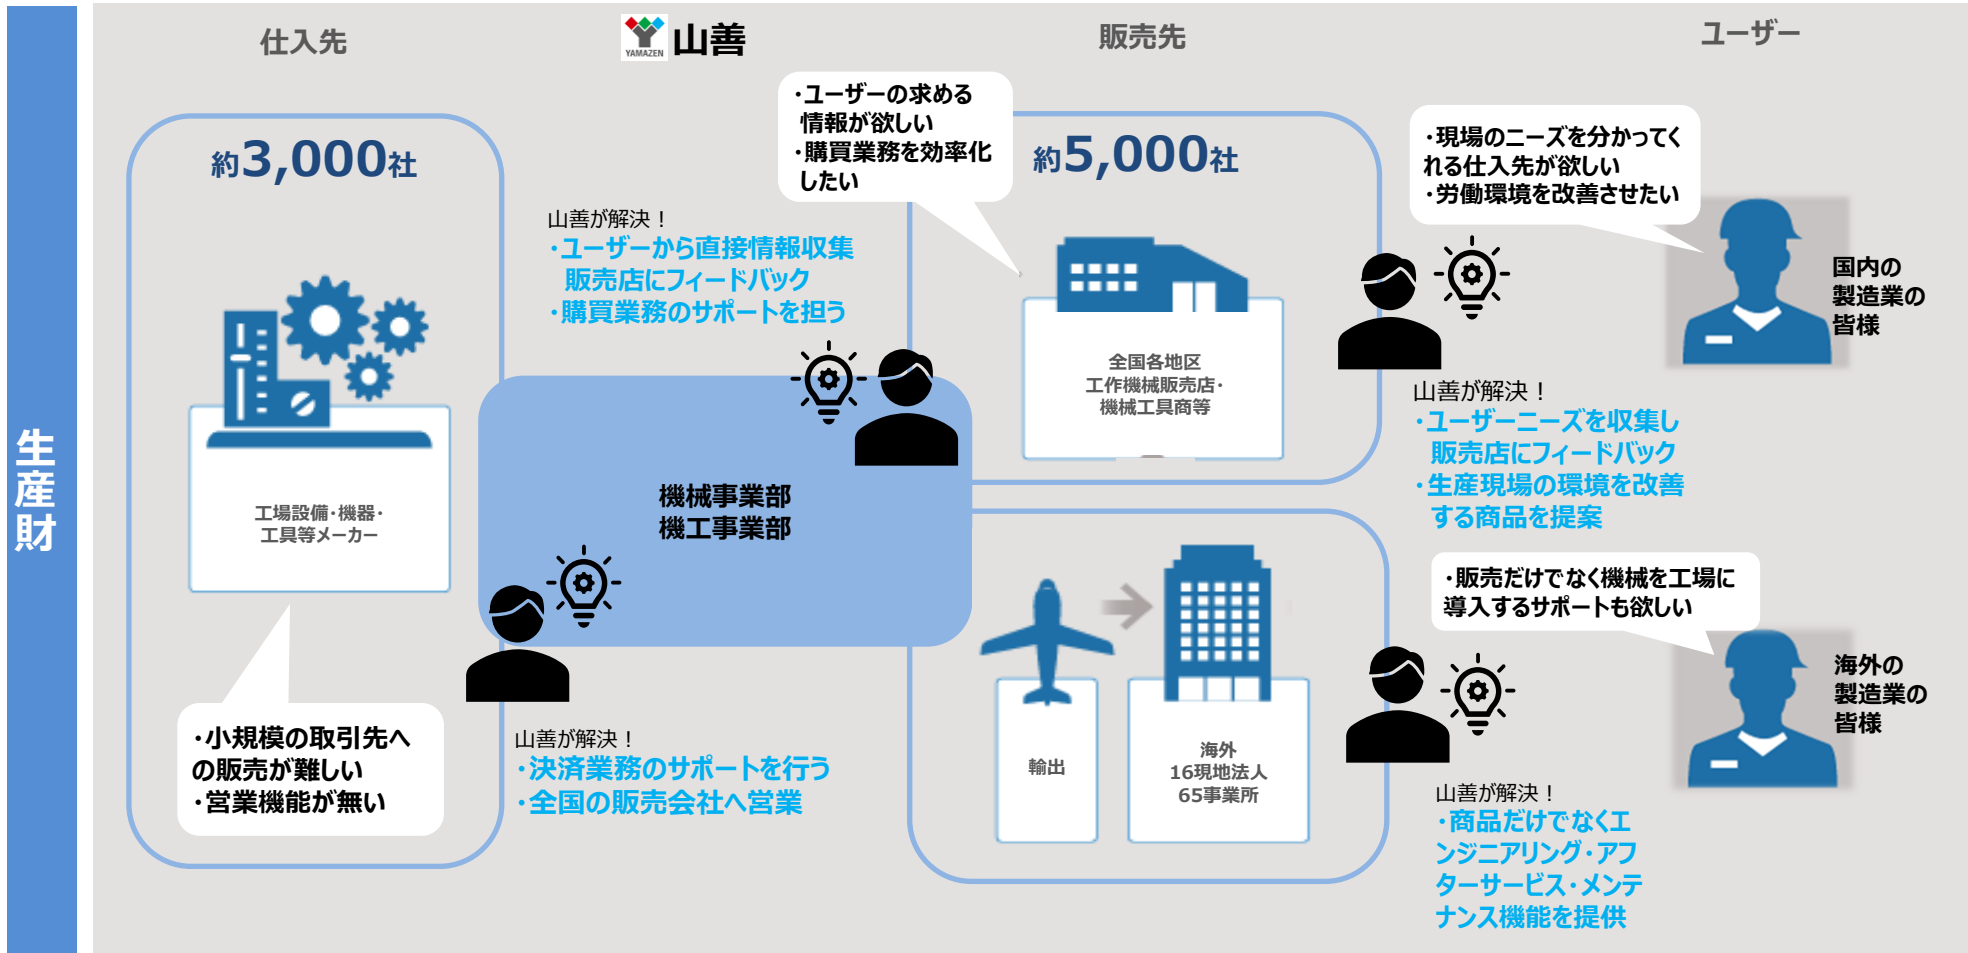 生産財
仕入先
YAMAZEN
山善
販売先
ユーザー
約3,000社
工場設備・機器・
工具等メーカー
・小規模の取引先へ
の販売が難しい
・営業機能が無い
山善が解決！
・ユーザーから直接情報収集
販売店にフィードバック
・購買業務のサポートを担う
機械事業部
機工事業部
山善が解決！
・決済業務のサポートを行う
・全国の販売会社へ営業
・ユーザーの求める
情報が欲しい
・購買業務を効率化
したい
約5,000社
全国各地区
工作機械販売店・
機械工具商等
輸出
海外
16現地法人
65事業所
・現場のニーズを分かってく
れる仕入先が欲しい
・労働環境を改善させたい
国内の
製造業の
皆様
山善が解決！
・ユーザーニーズを収集し
販売店にフィードバック
・生産現場の環境を改善
する商品を提案
・販売だけでなく機械を工場に
導入するサポートも欲しい
海外の
製造業の
皆様
山善が解決！
・商品だけでなくエ
ンジニアリング・アフ
ターサービス・メンテ
ナンス機能を提供